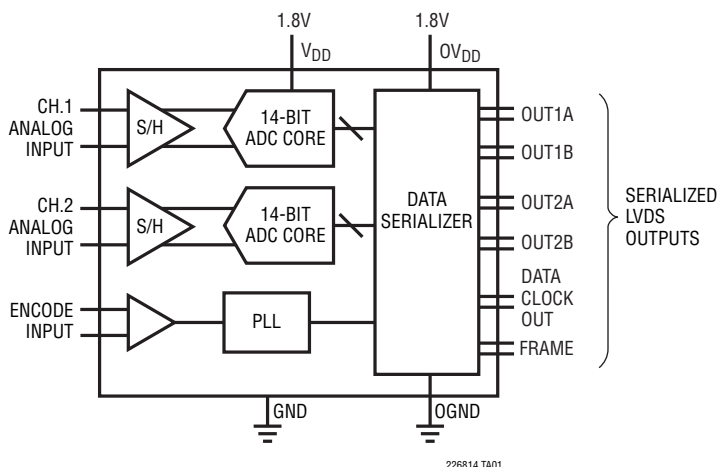 1.8V
1.8V
VDD
OVDD
CH.1
ANALOG
INPUT
S/H
14-BIT
ADC CORE
OUT1A
OUT1B
CH.2
ANALOG
INPUT
S/H
14-BIT
ADC CORE
DATA
SERIALIZER
OUT2A
OUT2B
SERIALIZED
LVDS
OUTPUTS
ENCODE
INPUT
PLL
DATA
CLOCK
OUT
FRAME
GND
OGND
226814 TA01